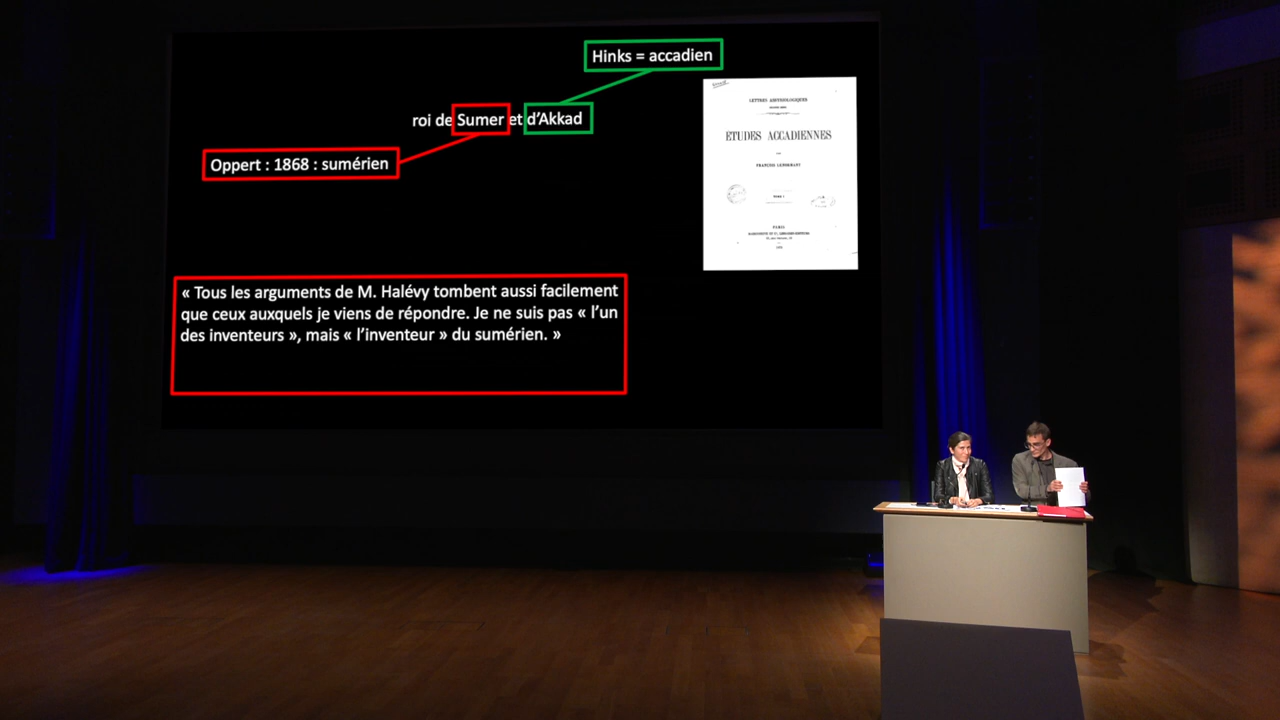 Hinks = accadien
roi de Sumer et d’Akkad
Oppert : 1868 : sumérien
LETTRES ASSYRIOLOGIQUES
ETUDES ACCADIENNES
PAR
FRANÇOIS LENORMANT
TOME I
PARIS
« Tous les arguments de M. Halévy tombent aussi facilement
que ceux auxquels je viens de répondre. Je ne suis pas « l’un
des inventeurs », mais « l’inventeur » du sumérien. »